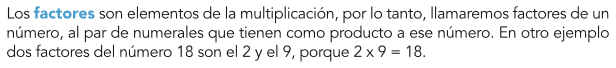 Los factores son elementos de la multiplicación, por lo tanto, llamaremos factores de un
número, al par de numerales que tienen como producto a ese número. En otro ejemplo
dos factores del número 18 son el 2 y el 9, porque 2 x 9 = 18.